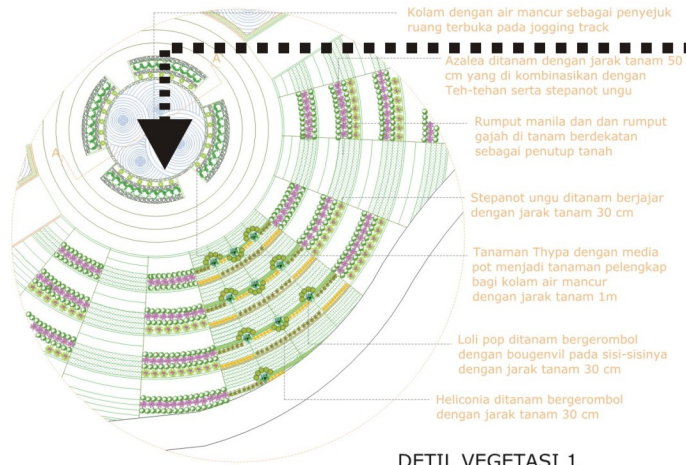 Kolam dengan air mancur sebagai penyejuk
ruang terbuka pada jogging track
Azalea ditanam dengan jarak tanam 50
cm yang di kombinasikan dengan
Teh-tehan serta stepanot ungu
Rumput manila dan dan rumput
gajah di tanam berdekatan
sebagai penutup tanah
Stepanot ungu ditanam berjajar
dengan jarak tanam 30 cm
Tanaman Thypa dengan media
pot menjadi tanaman pelengkap
bagi kolam air mancur
dengan jarak tanam 1m
Loli pop ditanam bergerombol
dengan bougenvil pada sisi-sisinya
dengan jarak tanam 30 cm
Heliconia ditanam bergerombol
dengan jarak tanam 30 cm
DETIL VEGETASI 1
A'
A